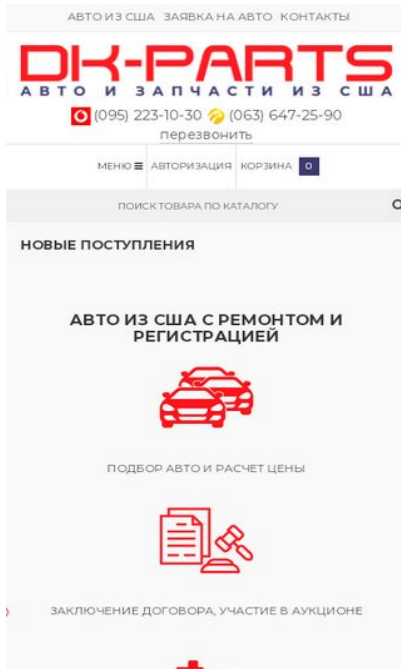 АВТО ИЗ США ЗАЯВКА НА АВТО КОНТАКТЫ
DK-PARTS
АВТО И ЗАПЧАСТИ ИЗ США
(095) 223-10-30 (063) 647-25-90
перезвонить
МЕНЮ АВТОРИЗАЦИЯ КОРЗИНА 0
ПОИСК ТОВАРА ПО КАТАЛОГУ
НОВЫЕ ПОСТУПЛЕНИЯ
АВТО ИЗ США С РЕМОНТОМ И
РЕГИСТРАЦИЕЙ
ПОДБОР АВТО И РАСЧЕТ ЦЕНЫ
ЗАКЛЮЧЕНИЕ ДОГОВОРА, УЧАСТИЕ В АУКЦИОНЕ